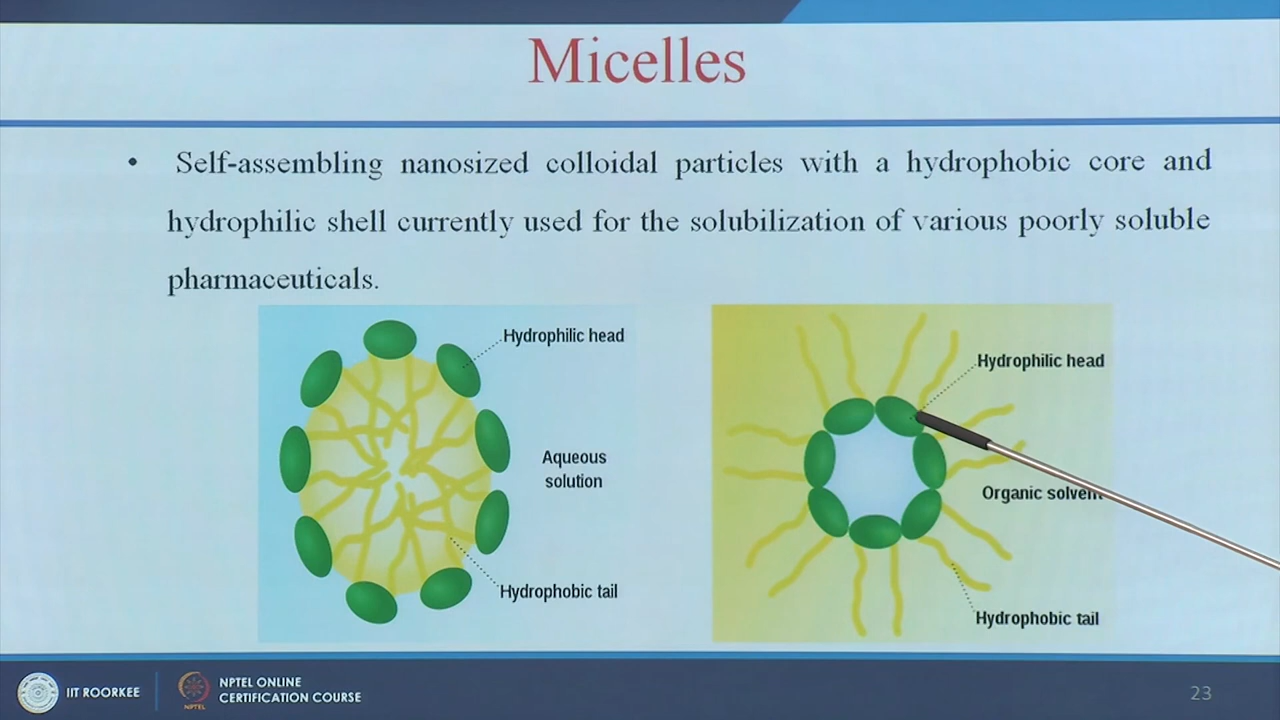 Micelles
• Self-assembling nanosized colloidal particles with a hydrophobic core and
hydrophilic shell currently used for the solubilization of various poorly soluble
pharmaceuticals.
Hydrophilic head
Aqueous
solution
Hydrophobic tail
Hydrophilic head
Organic solvent
Hydrophobic tail
IIT ROORKEE
NPTEL
NPTEL ONLINE
CERTIFICATION COURSE
23